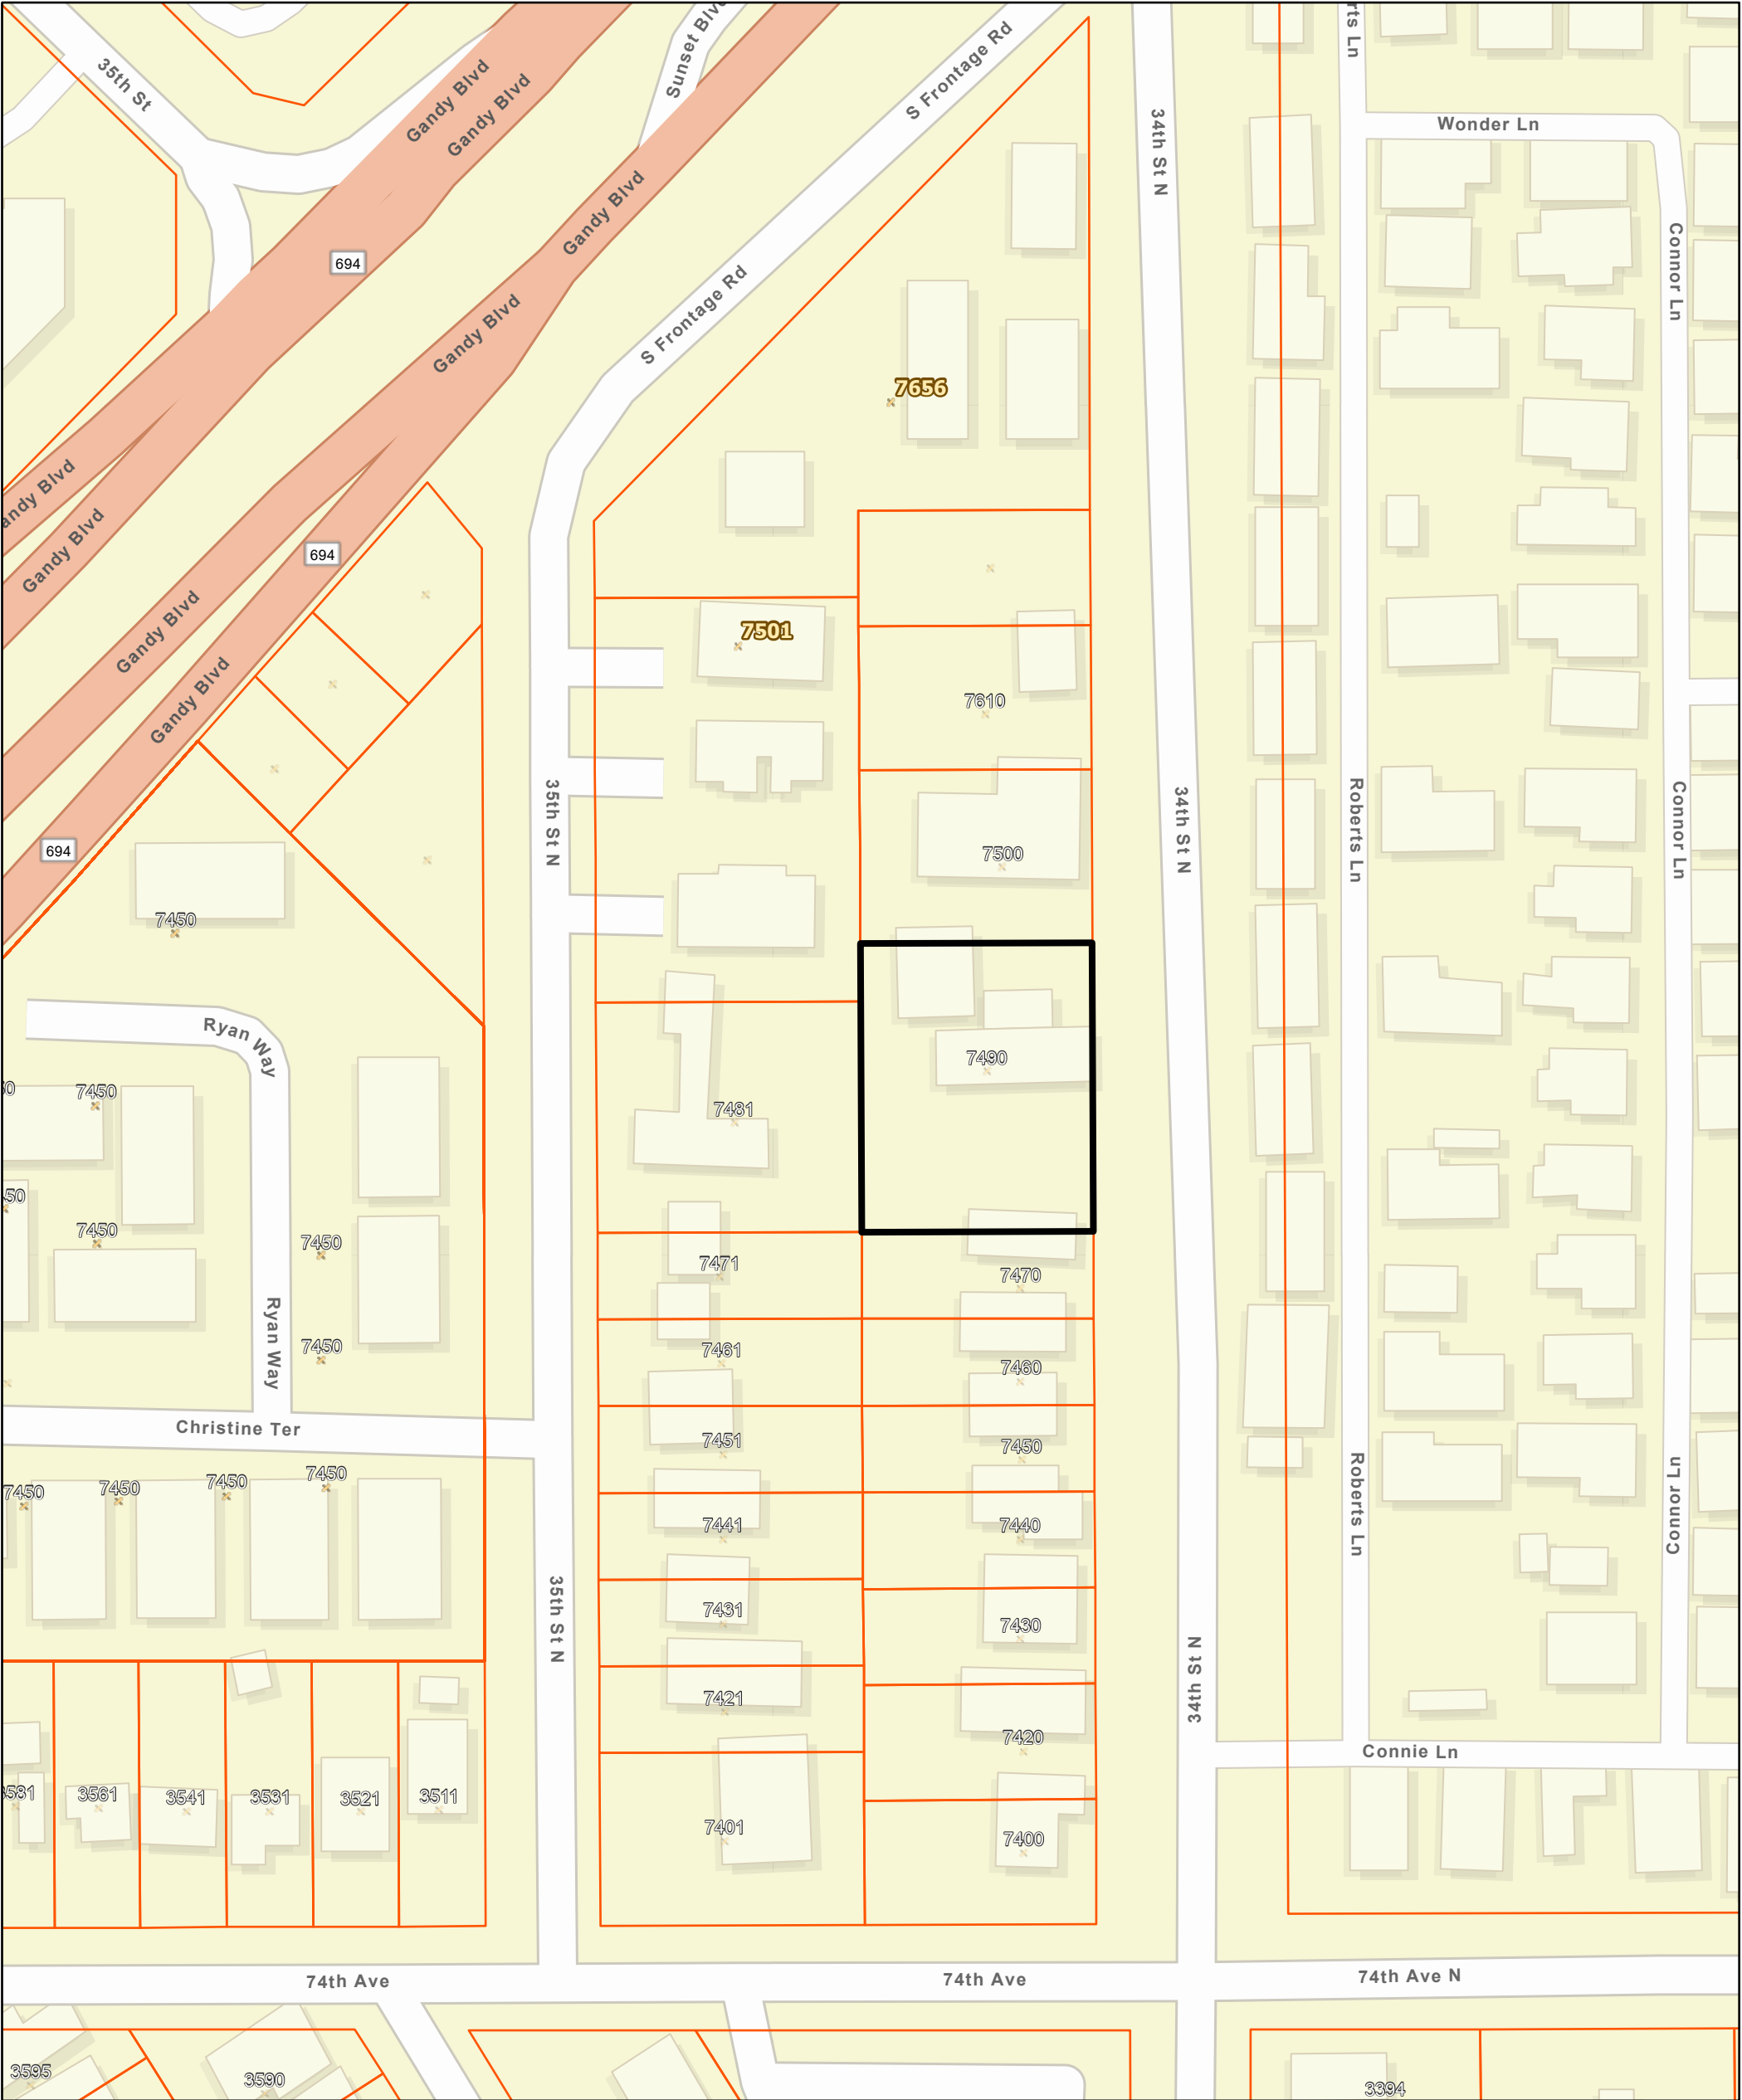 Sunset Blvd
rts Ln
35th St
Gandy Blvd
Gandy Blvd
S Frontage Rd
34th St N
Wonder Ln
Gandy Blvd
694
Connor Ln
S Frontage Rd
Gandy Blvd
7656
andy Blvd
Gandy Blvd
694
Gandy Blvd
7501
Gandy Blvd
7610
35th St N
34th St N
Roberts Ln
Connor Ln
694
7500
7450
Ryan Way
7490
7450
7481
7450
7450
7471
7470
Ryan Way
7450
7461
7460
Christine Ter
7451
7450
7450
7450
7450
7450
Roberts Ln
Connor Ln
7441
7440
35th St N
7431
7430
34th St N
7421
7420
Connie Ln
3581
3561
3541
3531
3521
3511
7401
7400
74th Ave
74th Ave
74th Ave N
3595
3590
3394